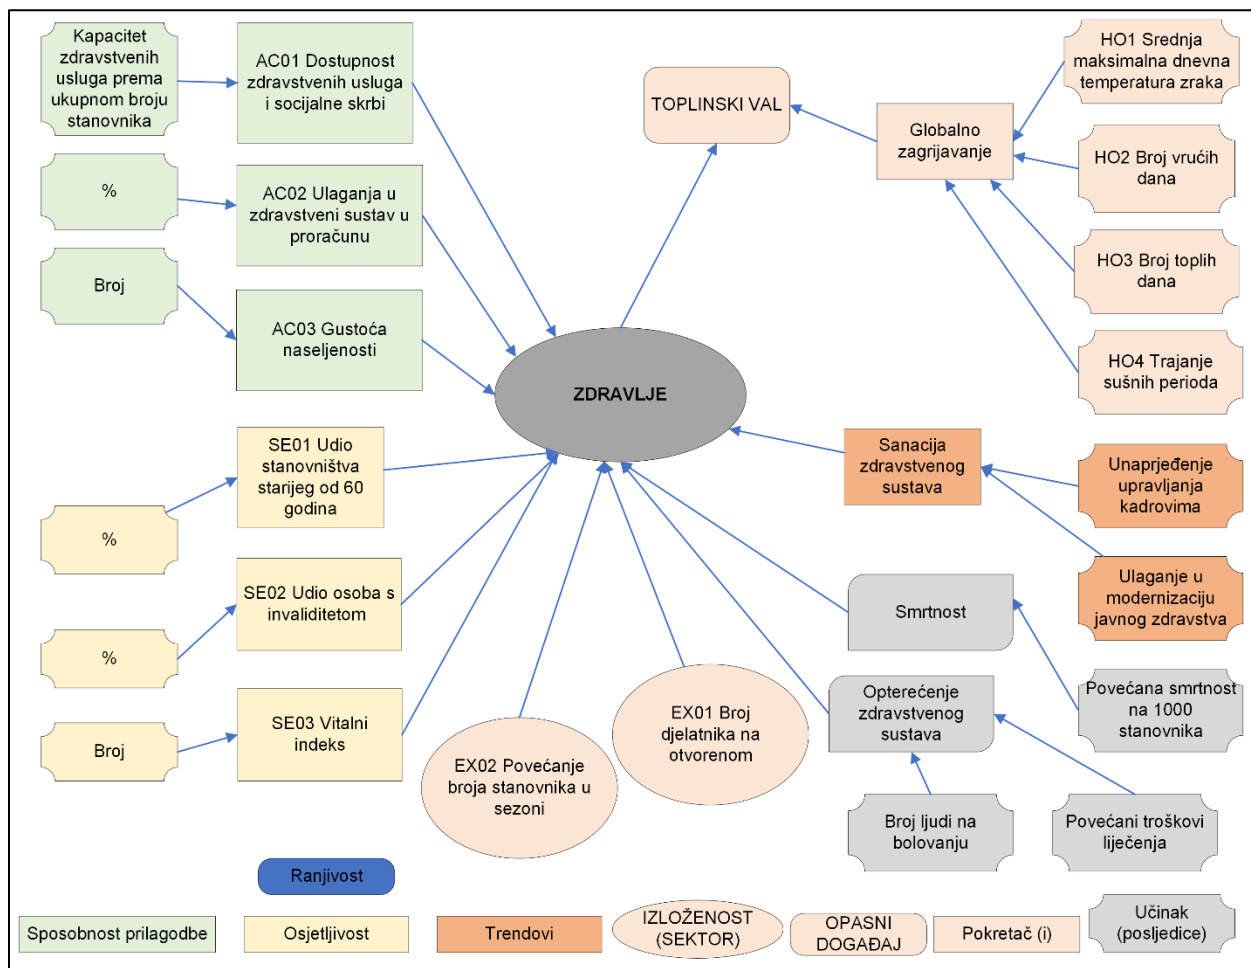 Kapacitet
zdravstvenih
usluga prema
ukupnom broju
stanovnika
AC01 Dostupnost
zdravstvenih usluga
i socijalne skrbi
%
AC02 Ulaganja u
zdravstveni sustav u
proračunu
Broj
AC03 Gustoća
naseljenosti
TOPLINSKI VAL
Globalno
zagrijavanje
HO1 Srednja
maksimalna dnevna
temperatura zraka
HO2 Broj vrućih
dana
HO3 Broj toplih
dana
HO4 Trajanje
sušnih perioda
ZDRAVLJE
SE01 Udio
stanovništva
starijeg od 60
godina
%
SE02 Udio osoba s
invaliditetom
%
SE03 Vitalni
indeks
Broj
Sanacija
zdravstvenog
sustava
Unaprjeđenje
upravljanja
kadrovima
Ulaganje u
modernizaciju
javnog zdravstva
Smrtnost
Povećana smrtnost
na 1000
stanovnika
Opterećenje
zdravstvenog
sustava
EX01 Broj
djelatnika na
otvorenom
EX02 Povećanje
broja stanovnika u
sezoni
Broj ljudi na
bolovanju
Povećani troškovi
liječenja
Ranjivost
Sposobnost prilagodbe
Osjetljivost
Trendovi
IZLOŽENOST
(SEKTOR)
OPASNI
DOGAĐAJ
Pokretač (i)
Učinak
(posljedice)